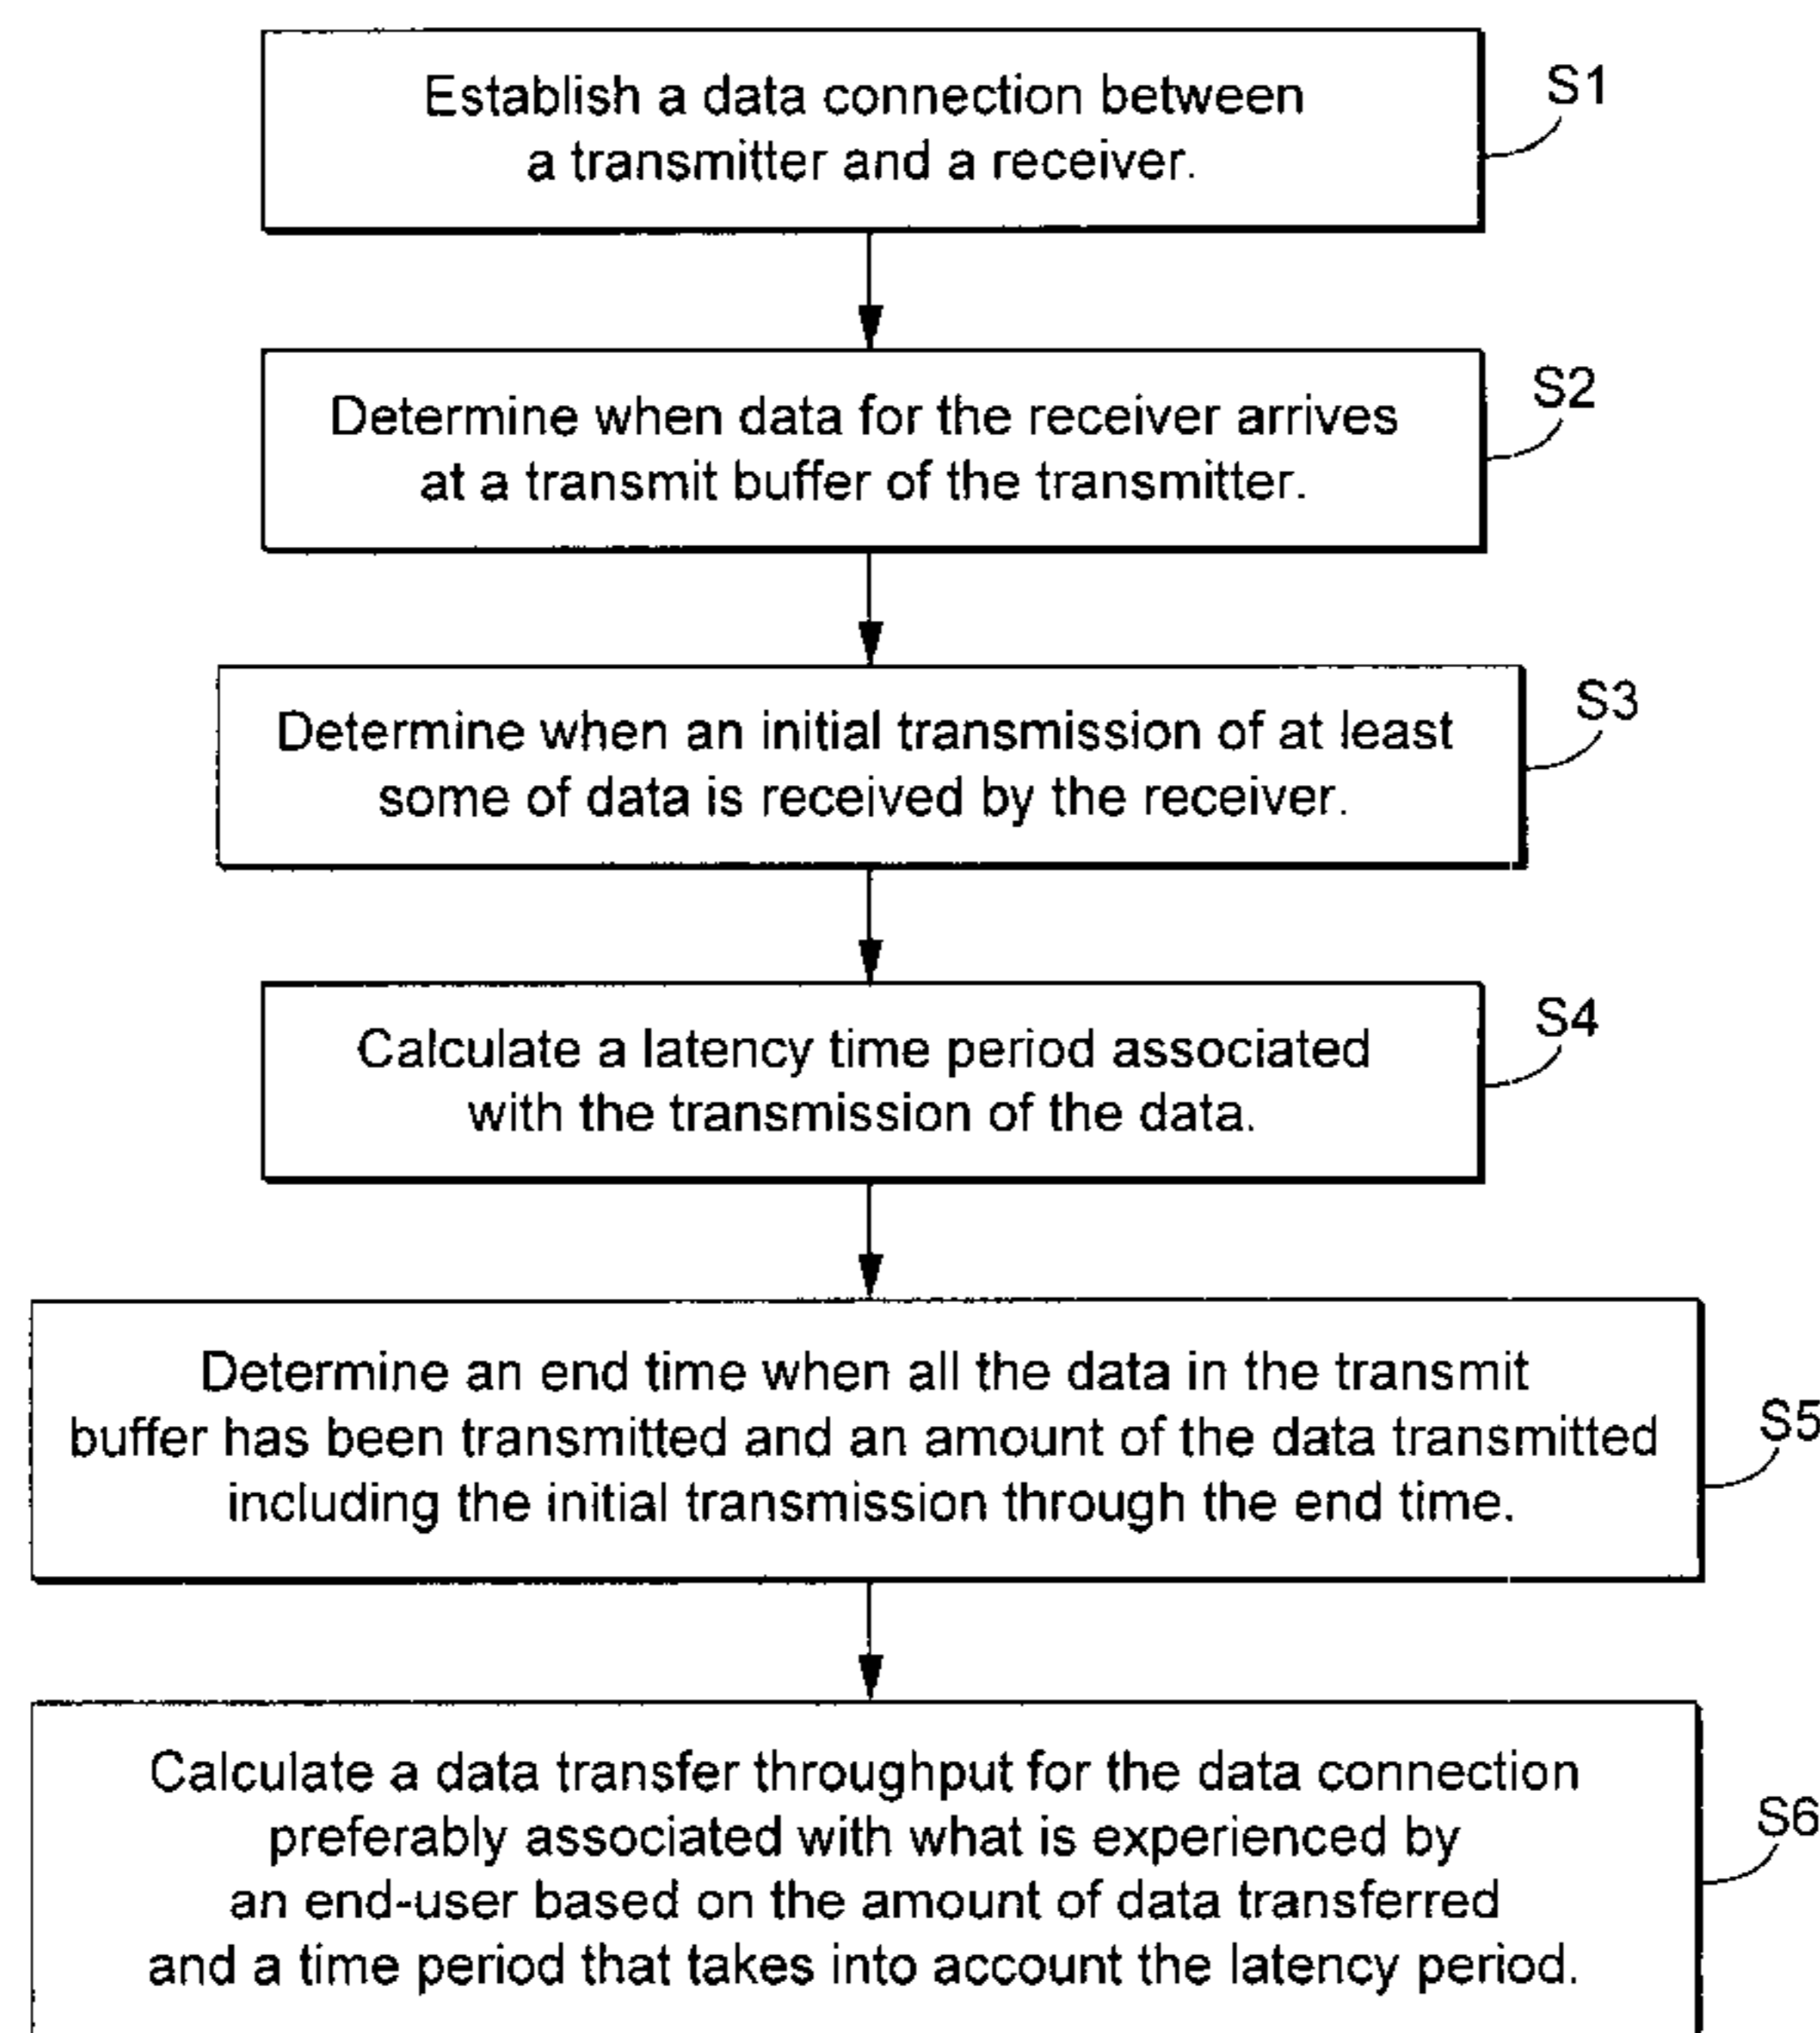 Establish a data connection between
a transmitter and a receiver.
S1
Determine when data for the receiver arrives
at a transmit buffer of the transmitter.
S2
Determine when an initial transmission of at least
some of data is received by the receiver.
S3
Calculate a latency time period associated
with the transmission of the data.
S4
Determine an end time when all the data in the transmit
buffer has been transmitted and an amount of the data transmitted
including the initial transmission through the end time.
S5
Calculate a data transfer throughput for the data connection
preferably associated with what is experienced by
an end-user based on the amount of data transferred
and a time period that takes into account the latency period.
S6